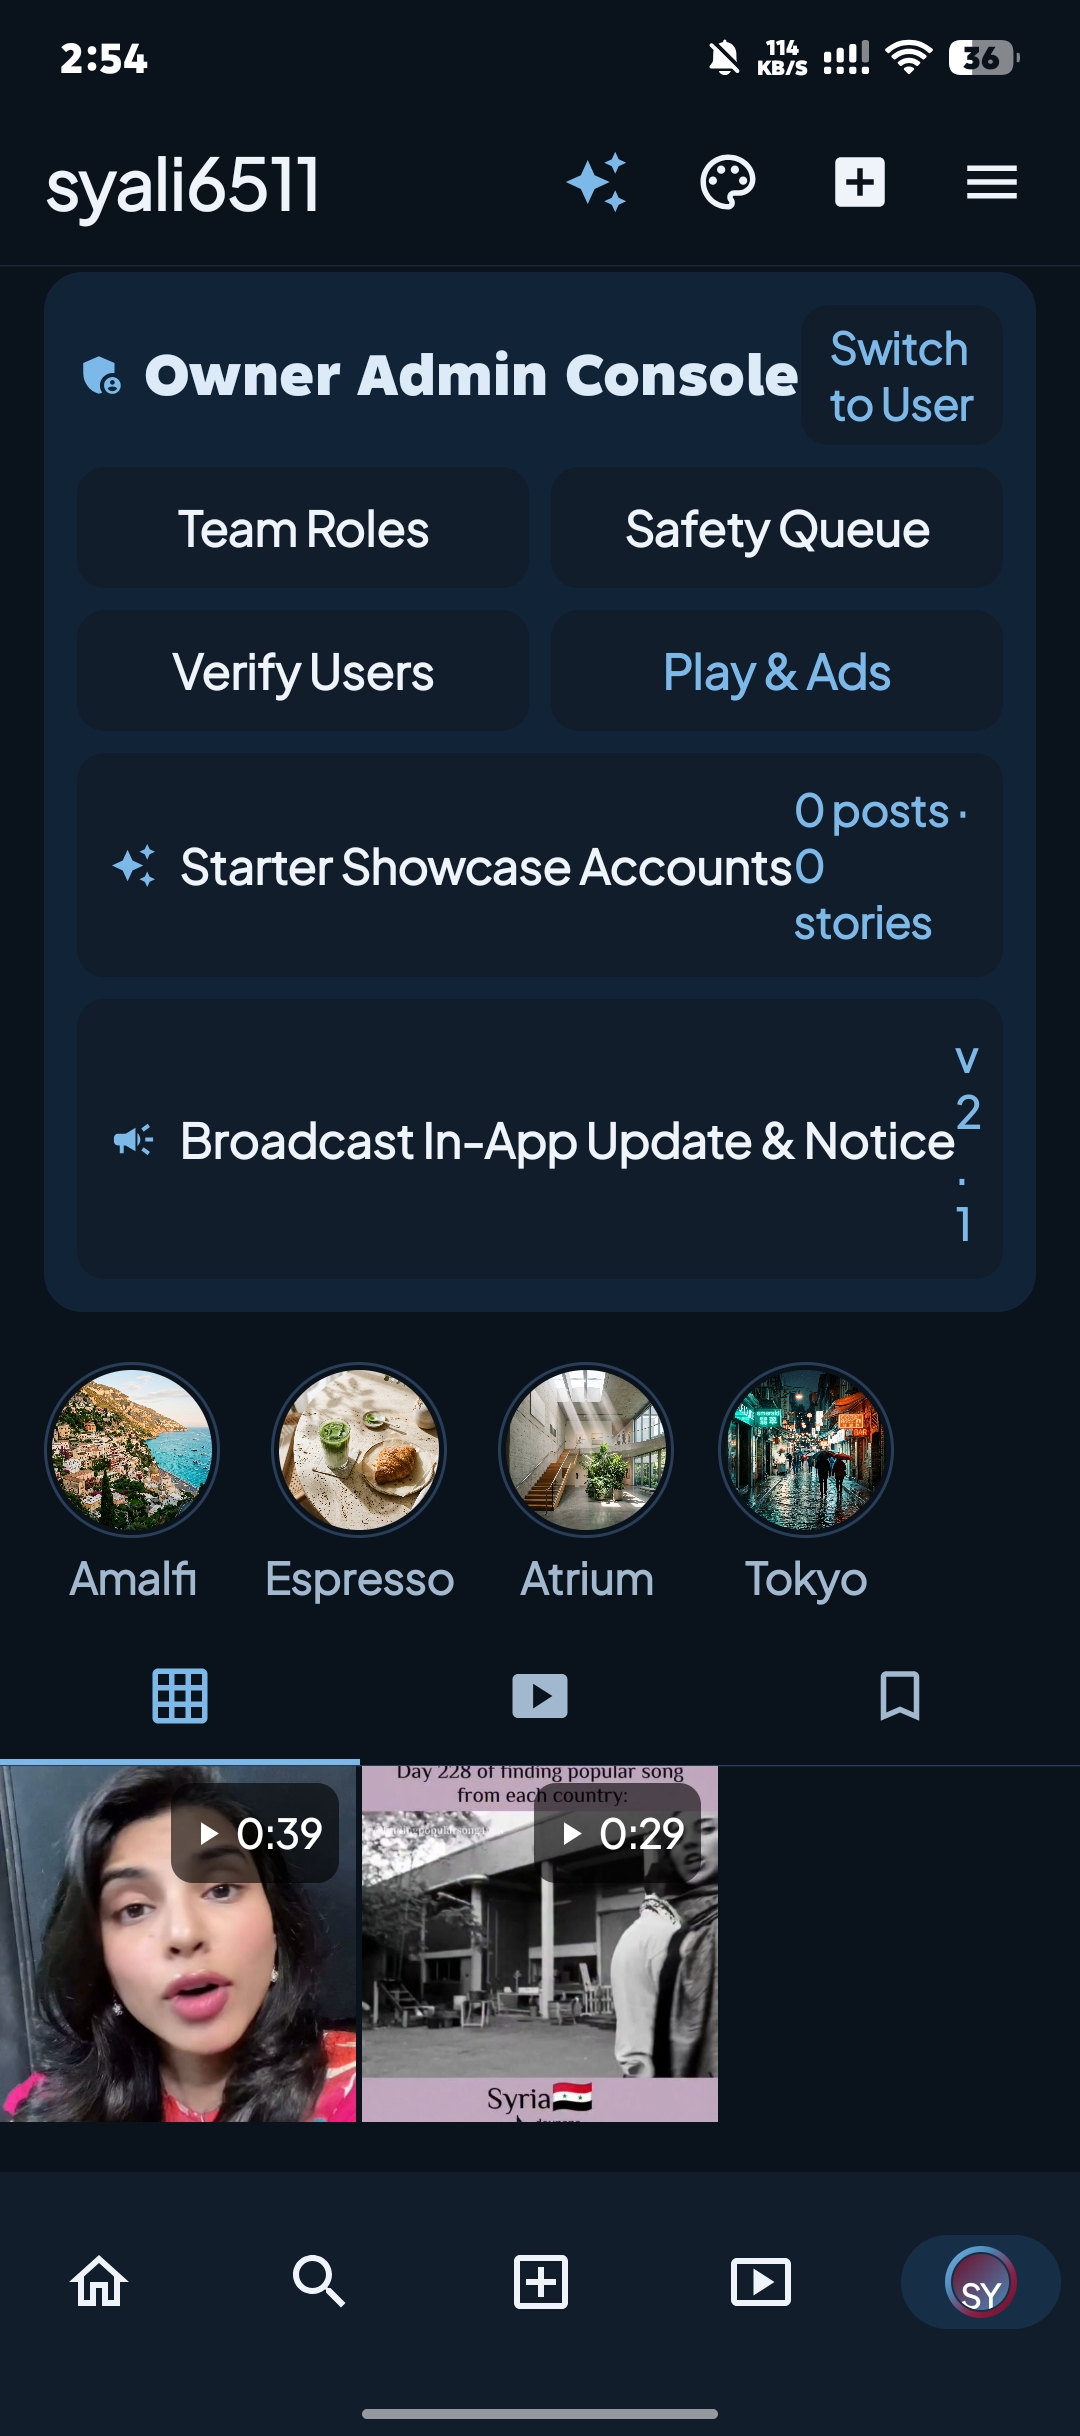 2:54
114
KB/S
36
syali6511
Owner Admin Console
Switch
to User
Team Roles
Safety Queue
Verify Users
Play & Ads
Starter Showcase Accounts
0 posts ·
0
stories
Broadcast In-App Update & Notice
v
2
.
1
Amalfi
Espresso
Atrium
Tokyo
0:39
Day 228 of finding popular song
from each country:
0:29
Syria🇸🇾
SY